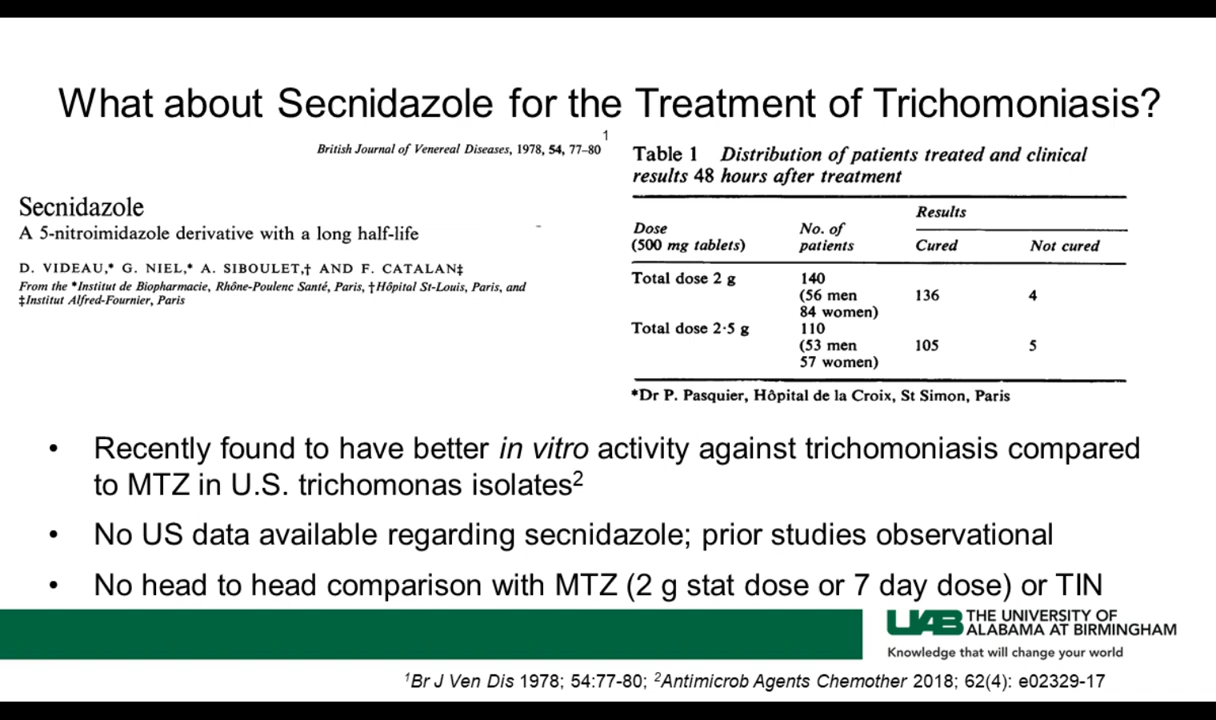 What about Secnidazole for the Treatment of Trichomoniasis?
1
British Journal of Venereal Diseases, 1978, 54, 77–80
Secnidazole
A 5-nitroimidazole derivative with a long half-life
D. VIDEAU,* G. NIEL,* A. SIBOULET,† AND F. CATALAN‡
From the *Institut de Biopharmacie, Rhône-Poulenc Santé, Paris, †Hôpital St-Louis, Paris, and
‡Institut Alfred-Fournier, Paris
Table 1 Distribution of patients treated and clinical
results 48 hours after treatment
Results
Dose No. of
(500 mg tablets) patients Cured Not cured
Total dose 2 g 140
(56 men 136 4
84 women)
Total dose 2·5 g 110
(53 men 105 5
57 women)
*Dr P. Pasquier, Hôpital de la Croix, St Simon, Paris
• Recently found to have better in vitro activity against trichomoniasis compared
to MTZ in U.S. trichomonas isolates2
• No US data available regarding secnidazole; prior studies observational
• No head to head comparison with MTZ (2 g stat dose or 7 day dose) or TIN
UAB THE UNIVERSITY OF
ALABAMA AT BIRMINGHAM
Knowledge that will change your world
1Br J Ven Dis 1978; 54:77-80; 2Antimicrob Agents Chemother 2018; 62(4): e02329-17